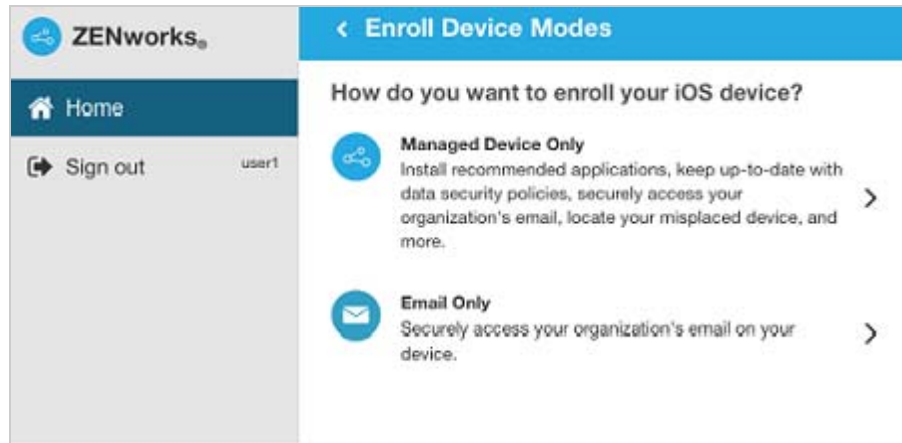 ZENworks®
Home
Sign out user1
Enroll Device Modes
How do you want to enroll your iOS device?
Managed Device Only
Install recommended applications, keep up-to-date with
data security policies, securely access your
organization's email, locate your misplaced device, and
more.
Email Only
Securely access your organization's email on your
device.